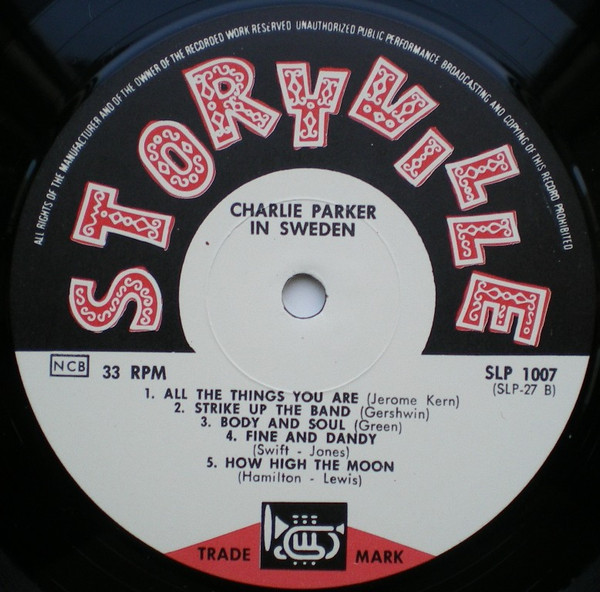 ALL RIGHTS OF THE MANUFACTURER AND OF THE OWNER OF THE RECORDED WORK RESERVED UNAUTHORIZED PUBLIC PERFORMANCE BROADCASTING AND COPYING OF THIS RECORD PROHIBITED
STORYVILLE
CHARLIE PARKER
IN SWEDEN
NCB 33 RPM
SLP 1007
(SLP-27 B)
1. ALL THE THINGS YOU ARE (Jerome Kern)
2. STRIKE UP THE BAND (Gershwin)
3. BODY AND SOUL (Green)
4. FINE AND DANDY
(Swift - Jones)
5. HOW HIGH THE MOON
(Hamilton - Lewis)
TRADE MARK